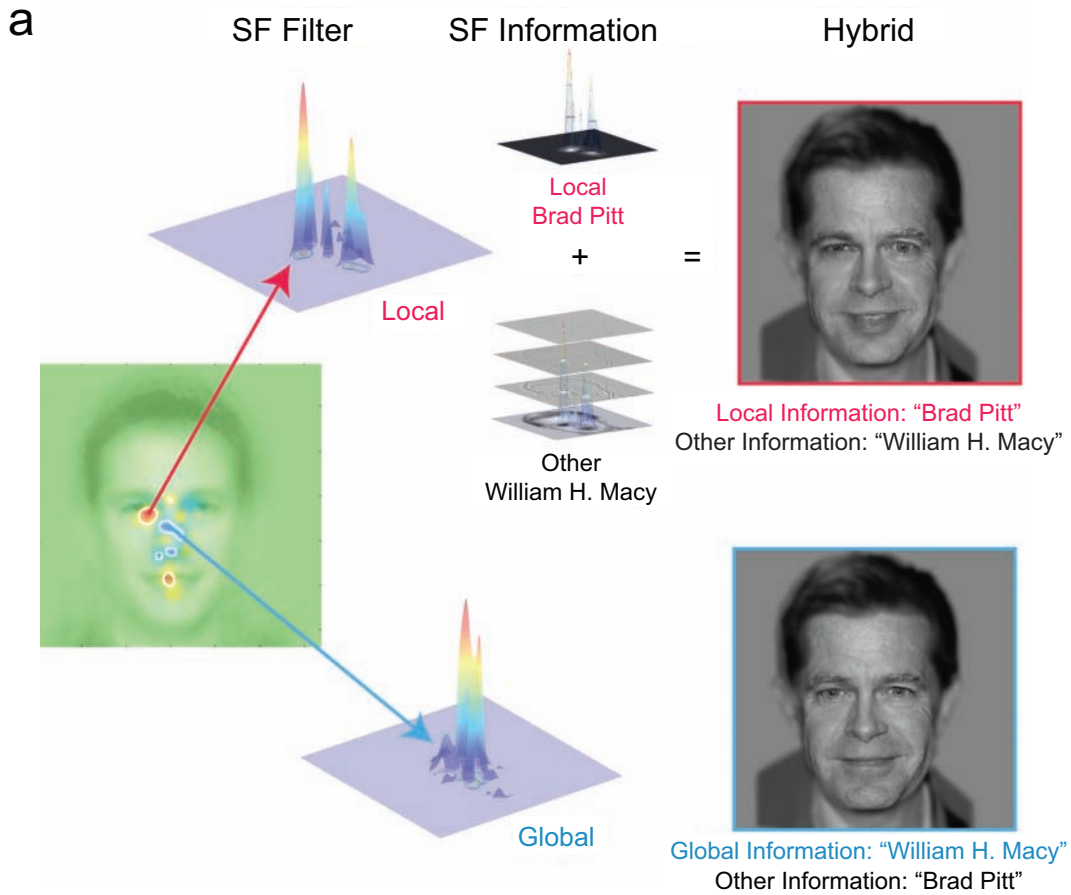 a
SF Filter
SF Information
Hybrid
Local
Brad Pitt
+
=
Local
Other
William H. Macy
Local Information: “Brad Pitt”
Other Information: “William H. Macy”
Global
Global Information: “William H. Macy”
Other Information: “Brad Pitt”